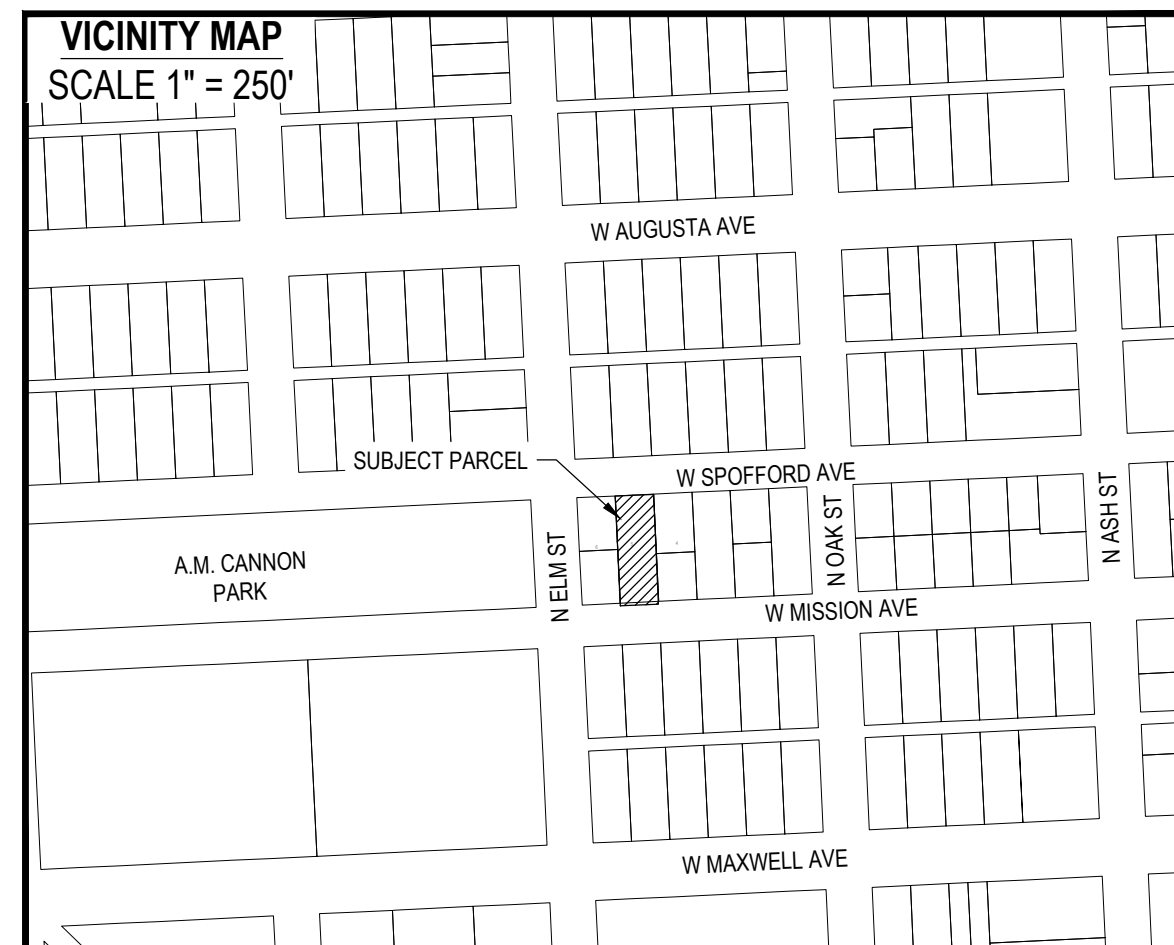 VICINITY MAP
SCALE 1" = 250'
W AUGUSTA AVE
SUBJECT PARCEL
W SPOFFORD AVE
A.M. CANNON
PARK
N ELM ST
N OAK ST
N ASH ST
W MISSION AVE
W MAXWELL AVE